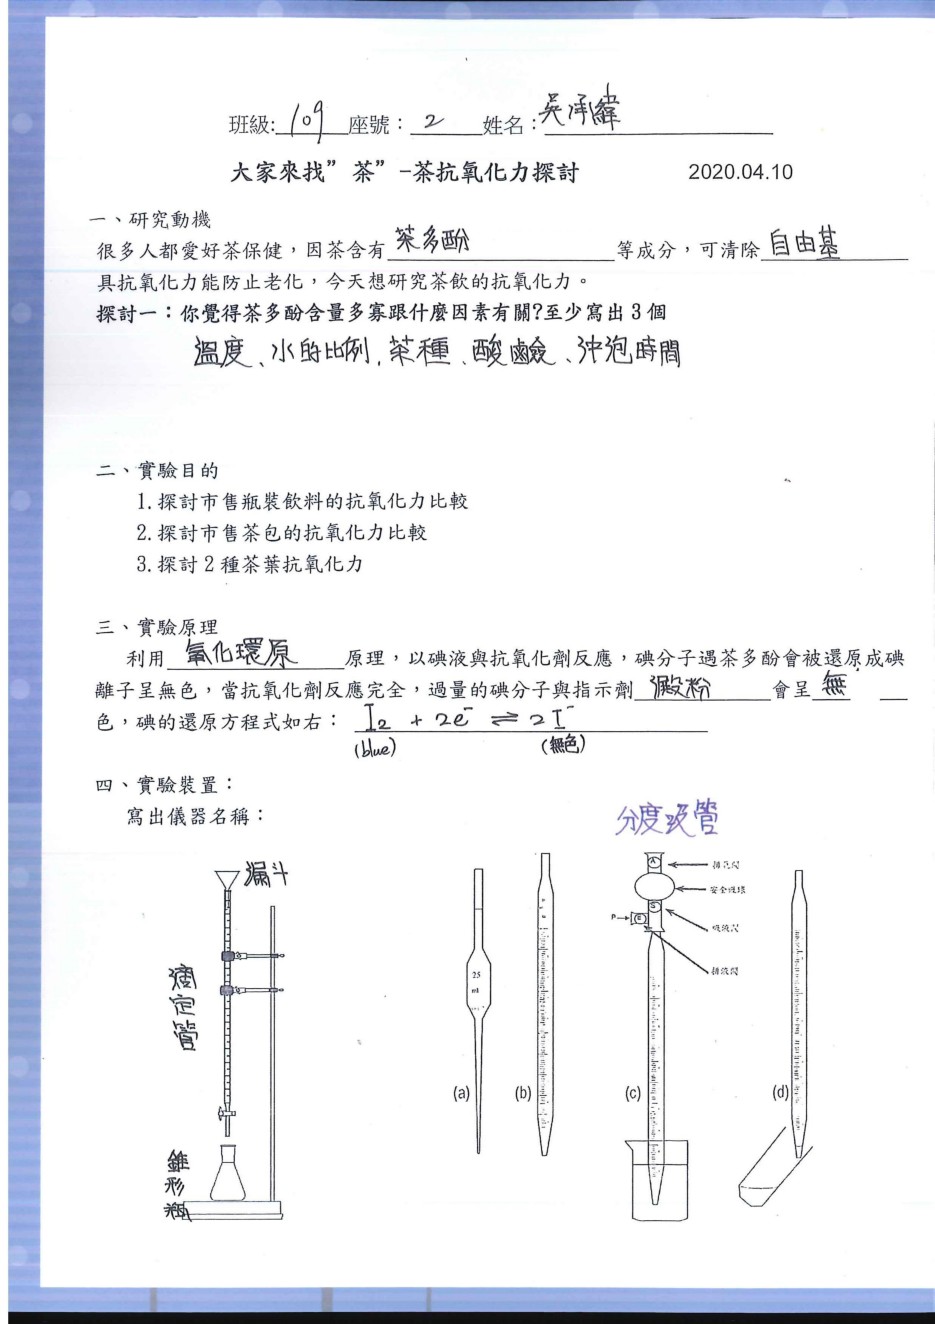 班級: 109 座號: 2 姓名: 吳承緯
大家來找”茶”-茶抗氧化力探討 2020.04.10
一、研究動機
很多人都愛好茶保健,因茶含有 茶多酚 等成分,可清除 自由基
具抗氧化力能防止老化,今天想研究茶飲的抗氧化力。
探討一:你覺得茶多酚含量多寡跟什麼因素有關?至少寫出3個
溫度、水的比例、茶種、酸鹼、沖泡時間
二、實驗目的
1.探討市售瓶裝飲料的抗氧化力比較
2.探討市售茶包的抗氧化力比較
3.探討2種茶葉抗氧化力
三、實驗原理
利用 氧化環原 原理,以碘液與抗氧化劑反應,碘分子遇茶多酚會被還原成碘
離子呈無色,當抗氧化劑反應完全,過量的碘分子與指示劑 澱粉 會呈 無
色,碘的還原方程式如右: I₂ + 2e⁻ ⇌ 2I⁻
(blue) (無色)
四、實驗裝置:
寫出儀器名稱:
分度吸管
漏斗
滴定管
錐形瓶
25
ml
(a)
(b)
A
排氣閥
安全吸球
S
吸液閥
P
E
排液閥
(c)
(d)